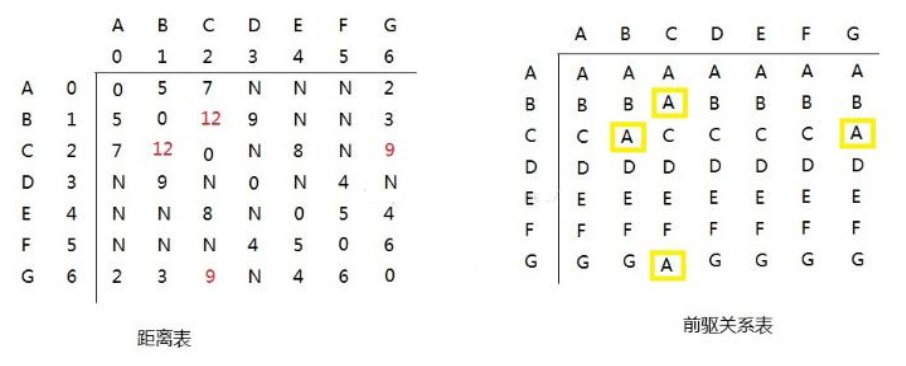 A B C D E F G
0 1 2 3 4 5 6
A 0 0 5 7 N N N 2
B 1 5 0 12 9 N N 3
C 2 7 12 0 N 8 N 9
D 3 N 9 N 0 N 4 N
E 4 N N 8 N 0 5 4
F 5 N N N 4 5 0 6
G 6 2 3 9 N 4 6 0
距离表
A B C D E F G
A A A A A A A A
B B B A B B B B
C C A C C C C A
D D D D D D D D
E E E E E E E E
F F F F F F F F
G G G A G G G G
前驱关系表